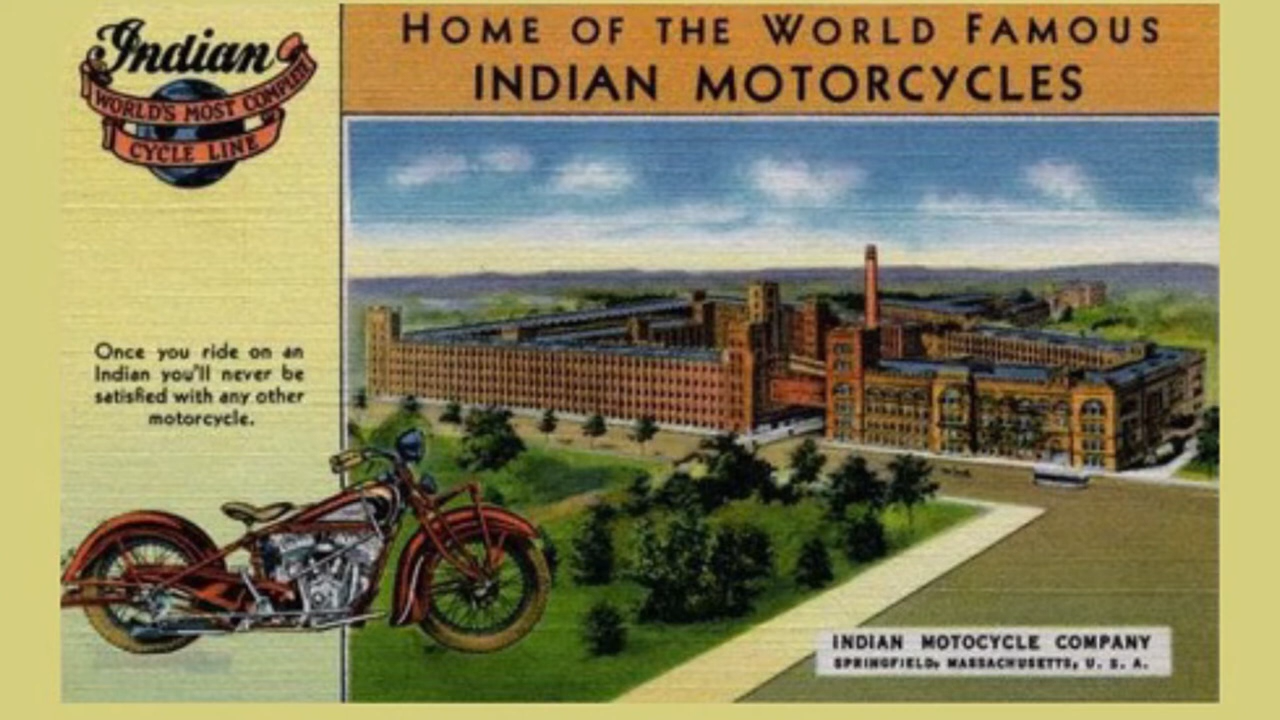 Indian
WORLD'S MOST COMPLETE
CYCLE LINE
HOME OF THE WORLD FAMOUS
INDIAN MOTORCYCLES
Once you ride on an
Indian you'll never be
satisfied with any other
motorcycle.
INDIAN MOTOCYCLE COMPANY
SPRINGFIELD, MASSACHUSETTS, U. S. A.